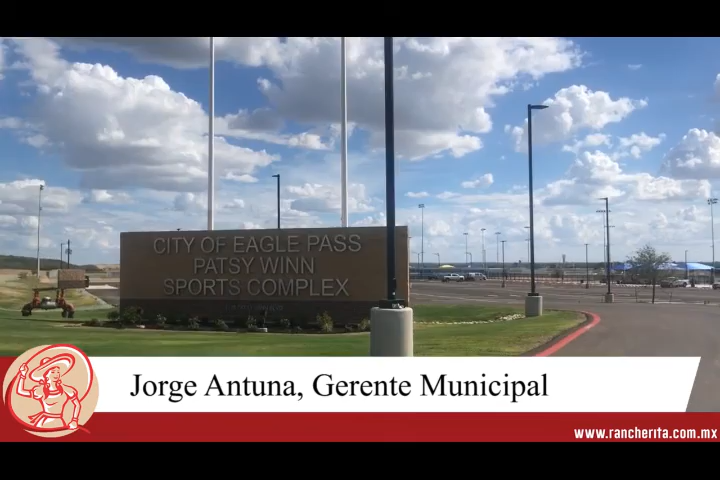 CITY OF EAGLE PASS
PATSY WINN
SPORTS COMPLEX
Jorge Antuna, Gerente Municipal
www.rancherita.com.mx